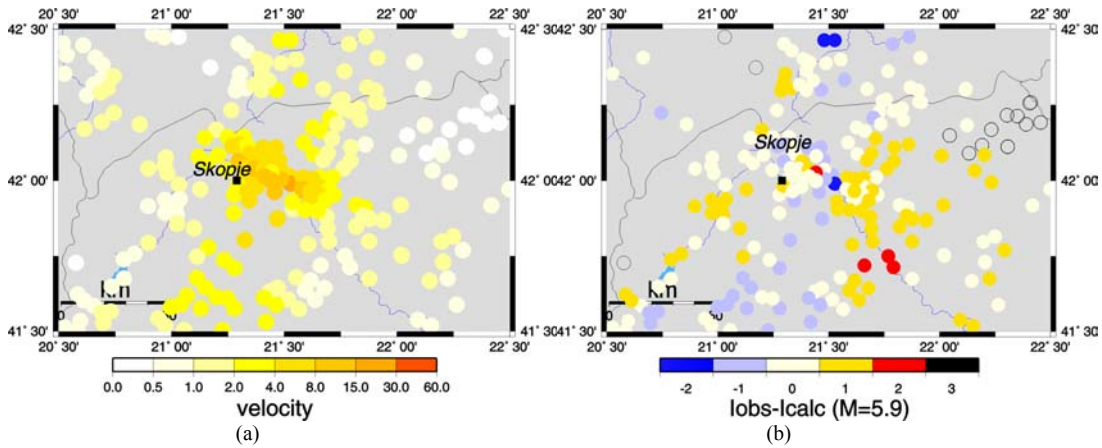 42˚ 30'
42˚ 30'
42˚ 00'
42˚ 00'
41˚ 30'
41˚ 30'
Skopje
Skopje
km
km
20˚ 30'
21˚ 00'
21˚ 30'
22˚ 00'
22˚ 30'
20˚ 30'
21˚ 00'
21˚ 30'
22˚ 00'
22˚ 30'
0.0 0.5 1.0 2.0 4.0 8.0 15.0 30.0 60.0
-2 -1 0 1 2 3
velocity
Iobs-Icalc (M=5.9)
(a)
(b)